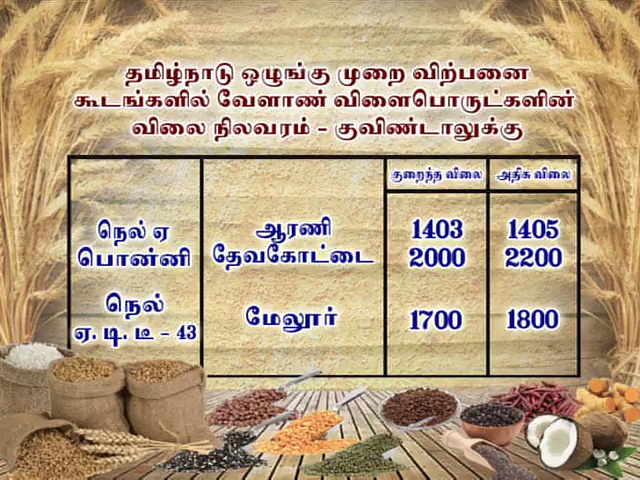 தமிழ்நாடு ஒழுங்கு முறை விற்பனை
கூடங்களில் வேளாண் விளைபொருட்களின்
விலை நிலவரம் - குவிண்டாலுக்கு
குறைந்த விலை அதிக விலை
நெல் ஏ ஆரணி 1403 1405
பொன்னி தேவகோட்டை 2000 2200
நெல்
ஏ. டி. டீ - 43 மேலூர் 1700 1800